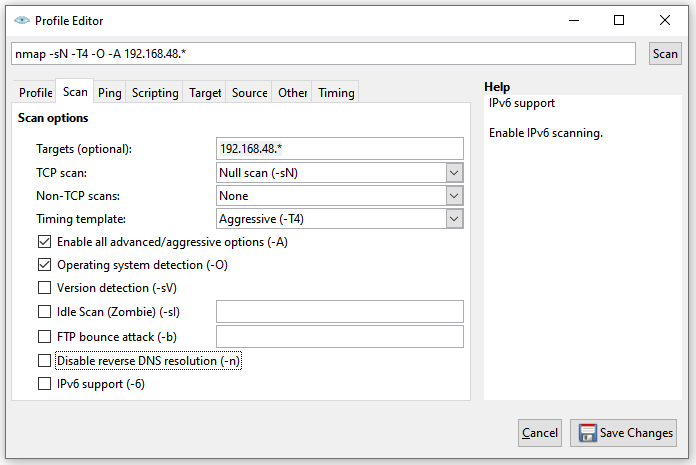 Profile Editor
nmap -sN -T4 -O -A 192.168.48.* Scan
Profile Scan Ping Scripting Target Source Other Timing
Help
IPv6 support
Enable IPv6 scanning.
Scan options
Targets (optional): 192.168.48.*
TCP scan: Null scan (-sN)
Non-TCP scans: None
Timing template: Aggressive (-T4)
Enable all advanced/aggressive options (-A)
Operating system detection (-O)
Version detection (-sV)
Idle Scan (Zombie) (-sI)
FTP bounce attack (-b)
Disable reverse DNS resolution (-n)
IPv6 support (-6)
Cancel Save Changes